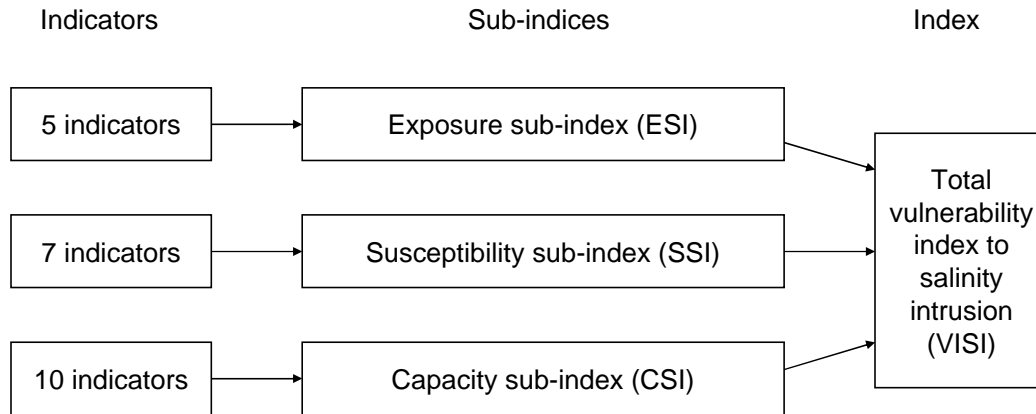 Indicators
Sub-indices
Index
5 indicators
Exposure sub-index (ESI)
7 indicators
Susceptibility sub-index (SSI)
10 indicators
Capacity sub-index (CSI)
Total
vulnerability
index to
salinity
intrusion
(VISI)